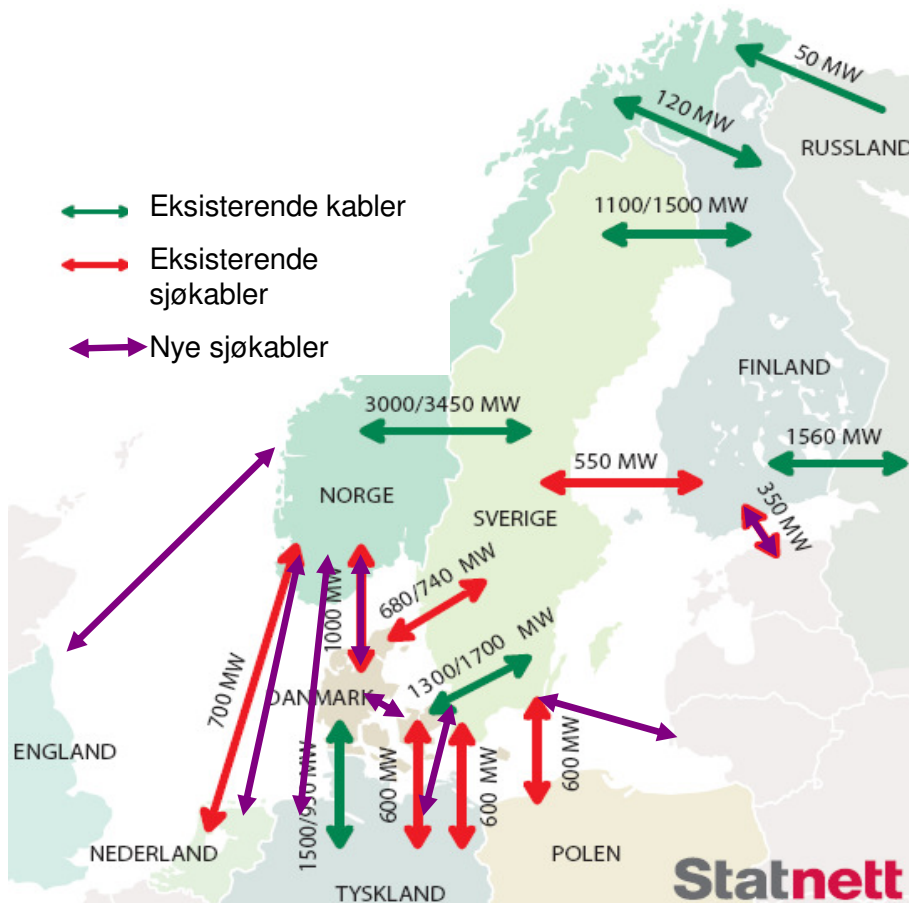 50 MW
120 MW
RUSSLAND
Eksisterende kabler
1100/1500 MW
Eksisterende
sjøkabler
Nye sjøkabler
FINLAND
3000/3450 MW
1560 MW
550 MW
NORGE
SVERIGE
350 MW
680/740 MW
1000 MW
1300/1700 MW
700 MW
DANMARK
ENGLAND
600 MW
600 MW
600 MW
NEDERLAND
1500/950 MW
POLEN
TYSKLAND
Statnett